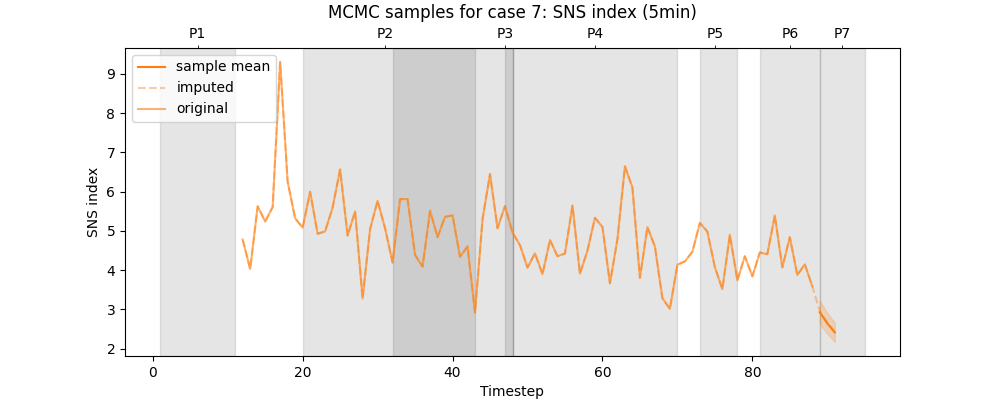 MCMC samples for case 7: SNS index (5min)
P1 P2 P3 P4 P5 P6 P7
sample mean
imputed
original
SNS index
9
8
7
6
5
4
3
2
0 20 40 60 80
Timestep